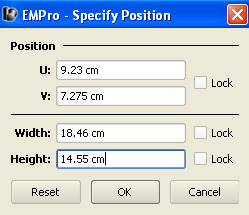 EMPro - Specify Position
Position
U: 9.23 cm
Lock
V: 7.275 cm
Width: 18.46 cm Lock
Height: 14.55 cm Lock
Reset OK Cancel